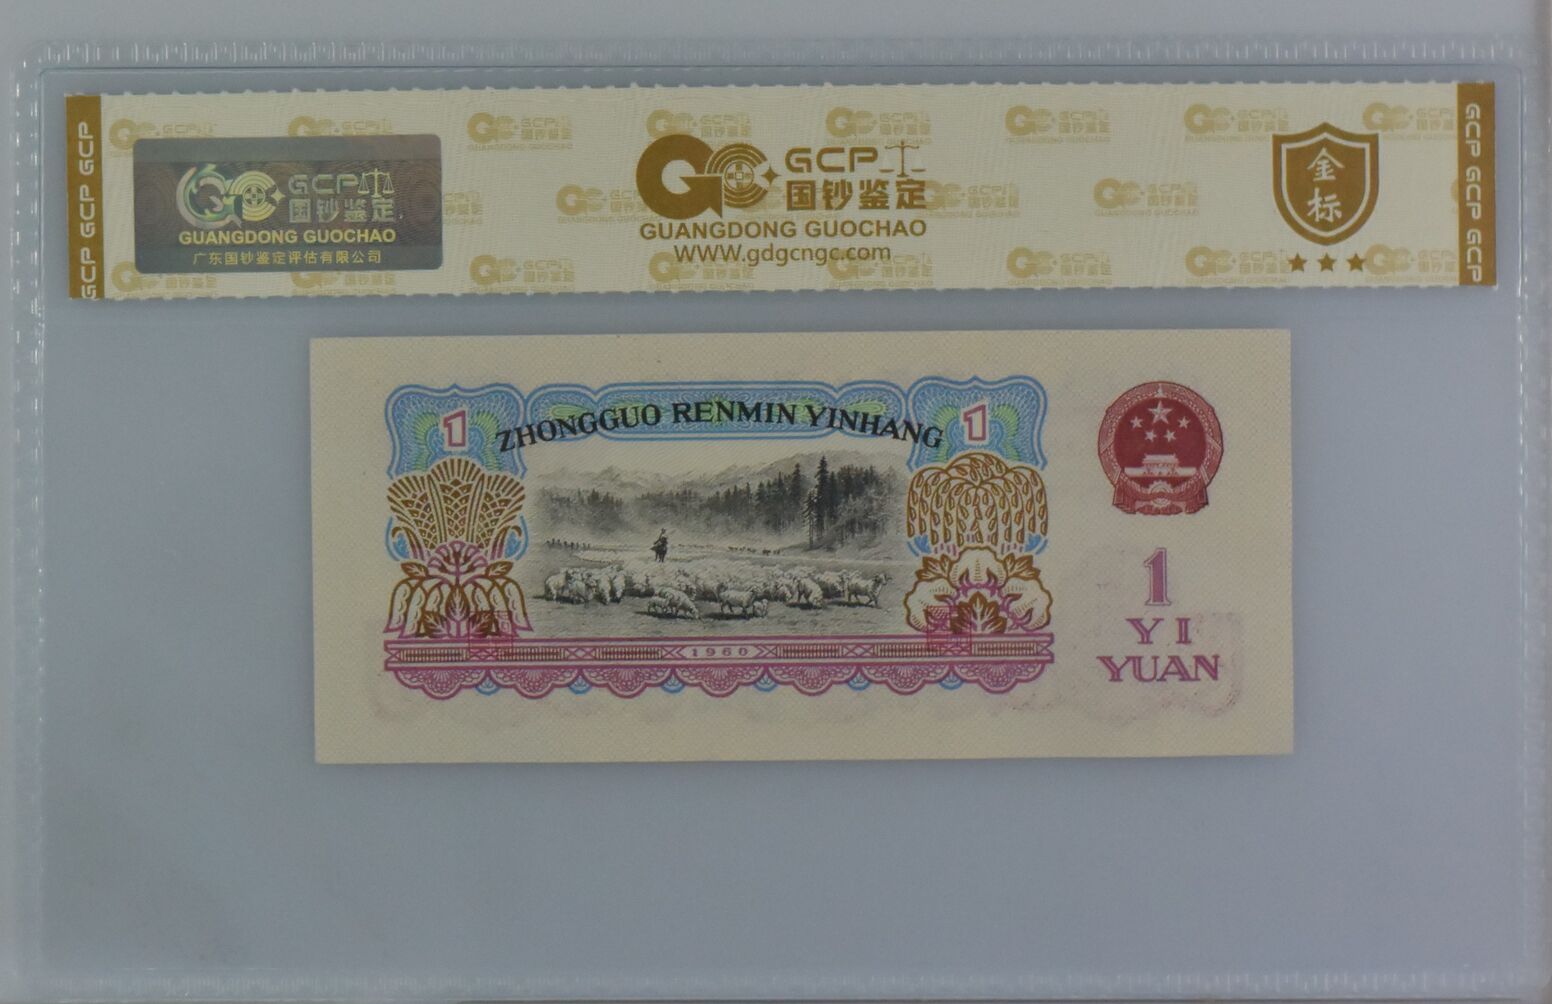 GCP GCP GCP
GCP
国钞鉴定
GUANGDONG GUOCHAO
广东国钞鉴定评估有限公司
GCP
国钞鉴定
GUANGDONG GUOCHAO
WWW.gdgcngc.com
金
标
GCP GCP GCP
1
ZHONGGUO RENMIN YINHANG
1
1960
1
YI
YUAN